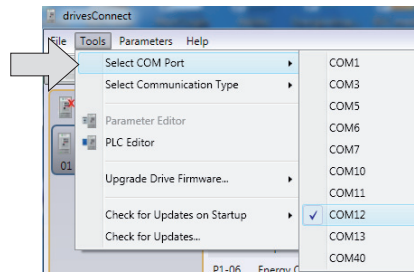 drivesConnect
File Tools Parameters Help
Select COM Port
Select Communication Type
Parameter Editor
PLC Editor
Upgrade Drive Firmware...
Check for Updates on Startup
Check for Updates...
COM1
COM3
COM5
COM6
COM7
COM10
COM11
COM12
COM13
COM40
01
P1-06 Energy